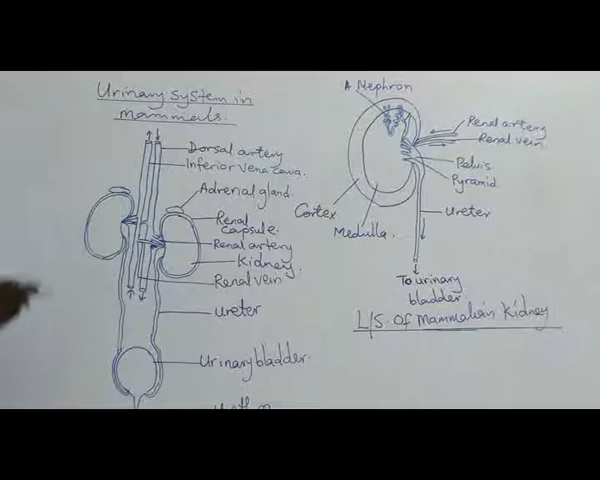 Urinary system in
mammals.
Dorsal artery
Inferior vena cava.
Adrenal gland.
Renal
capsule.
Renal artery
Kidney.
Renal vein
ureter
Urinary bladder.
A Nephron
Renal artery
Renal vein
Pelvis
Pyramid
Cortex
Medulla.
ureter
To urinary
bladder
L/S. Of Mammalian Kidney